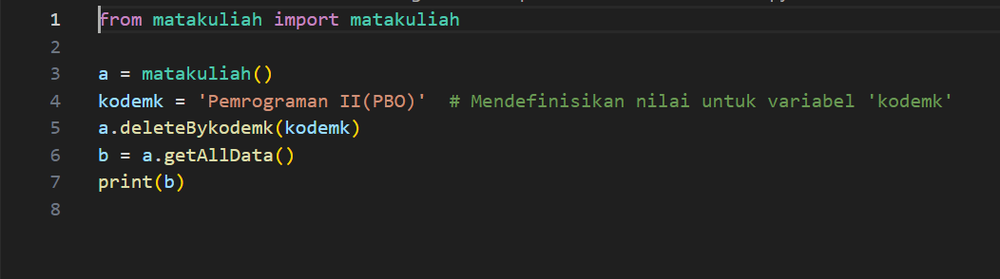 1 from matakuliah import matakuliah
2
3 a = matakuliah()
4 kodemk = 'Pemrograman II(PBO)'  # Mendefinisikan nilai untuk variabel 'kodemk'
5 a.deleteBykodemk(kodemk)
6 b = a.getAllData()
7 print(b)
8